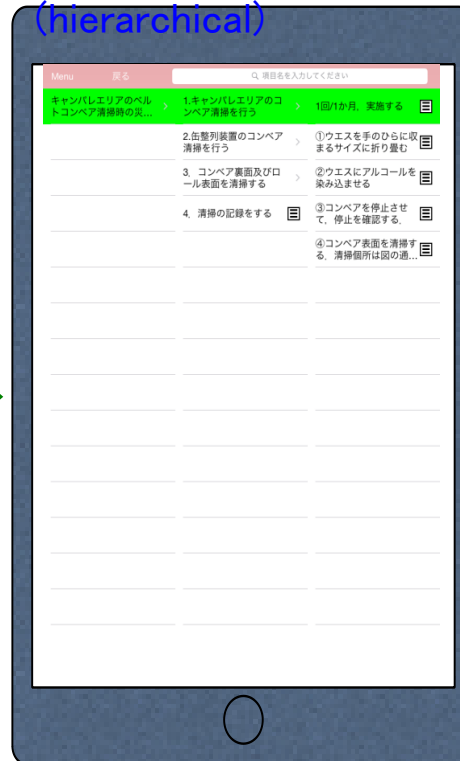 (hierarchical)
Menu 戻る 項目名を入力してください
キャンパレエリアのベル
トコンベア清掃時の災...
1.キャンパレエリアのコ
ンベア清掃を行う
1回/1か月、実施する
2.缶整列装置のコンベア
清掃を行う
①ウエスを手のひらに収
まるサイズに折り畳む
3、コンベア裏面及びロ
ール表面を清掃する
②ウエスにアルコールを
染み込ませる
4、清掃の記録をする
③コンベアを停止させ
て、停止を確認する、
④コンベア表面を清掃す
る、清掃個所は図の通...